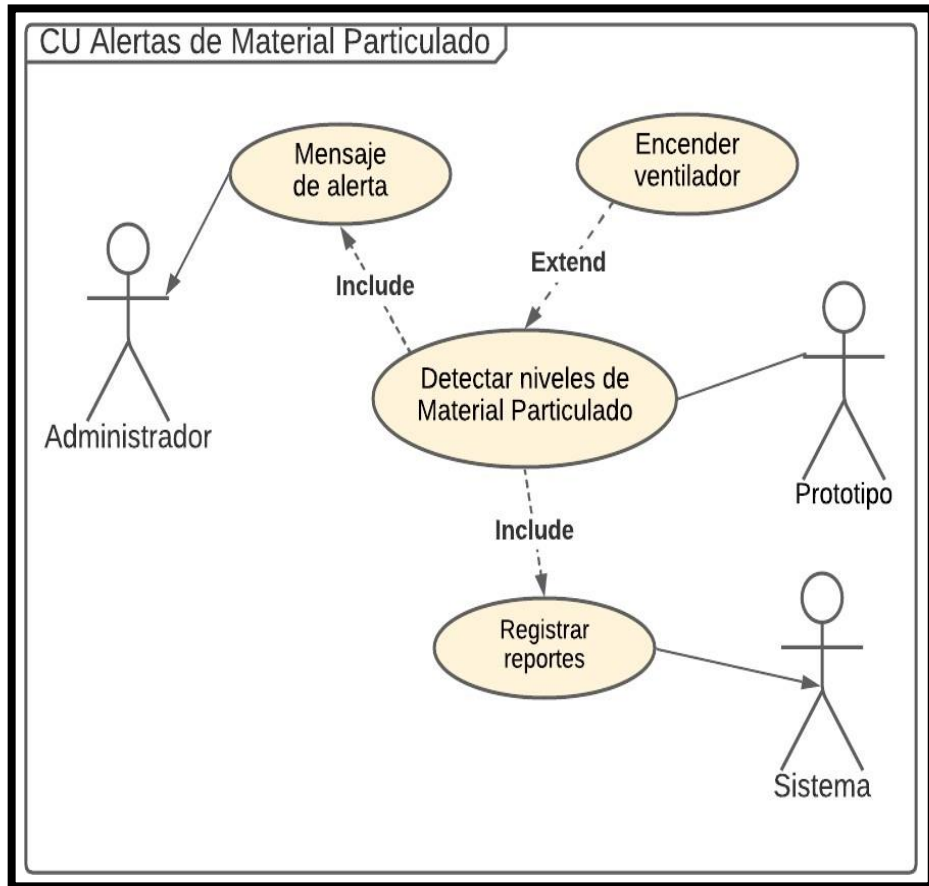 CU Alertas de Material Particulado
Mensaje
de alerta
Encender
ventilador
Include
Extend
Detectar niveles de
Material Particulado
Administrador
Prototipo
Include
Registrar
reportes
Sistema